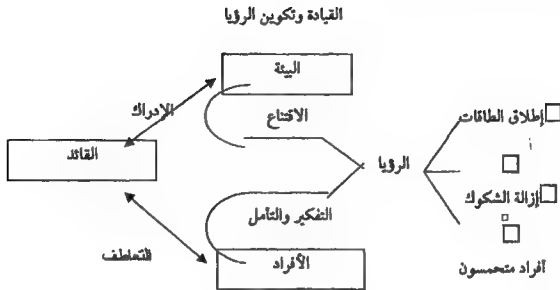 القيادة وتكوين الرؤيا
البيئة
الإدراك
الاقتناع
إطلاق الطاقات
القائد
الرؤيا
إزالة الشكوك
التفكير والتأمل
التعاطف
الأفراد
أفراد متحمسون